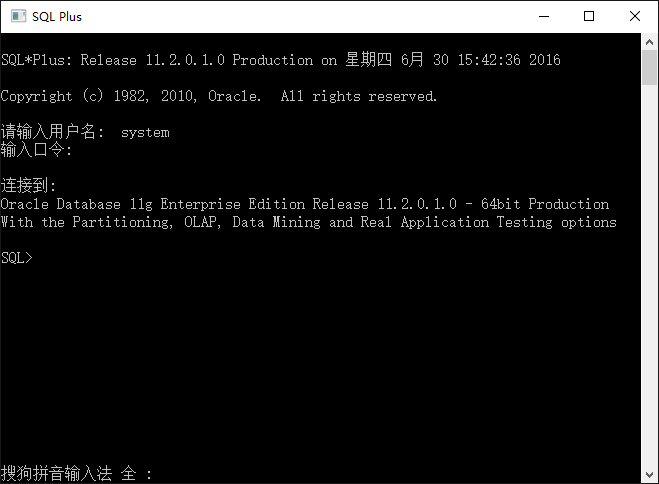 SQL Plus
SQL*Plus: Release 11.2.0.1.0 Production on 星期四 6月 30 15:42:36 2016
Copyright (c) 1982, 2010, Oracle.  All rights reserved.
请输入用户名:  system
输入口令:
连接到:
Oracle Database 11g Enterprise Edition Release 11.2.0.1.0 - 64bit Production
With the Partitioning, OLAP, Data Mining and Real Application Testing options
SQL>
搜狗拼音输入法 全 :